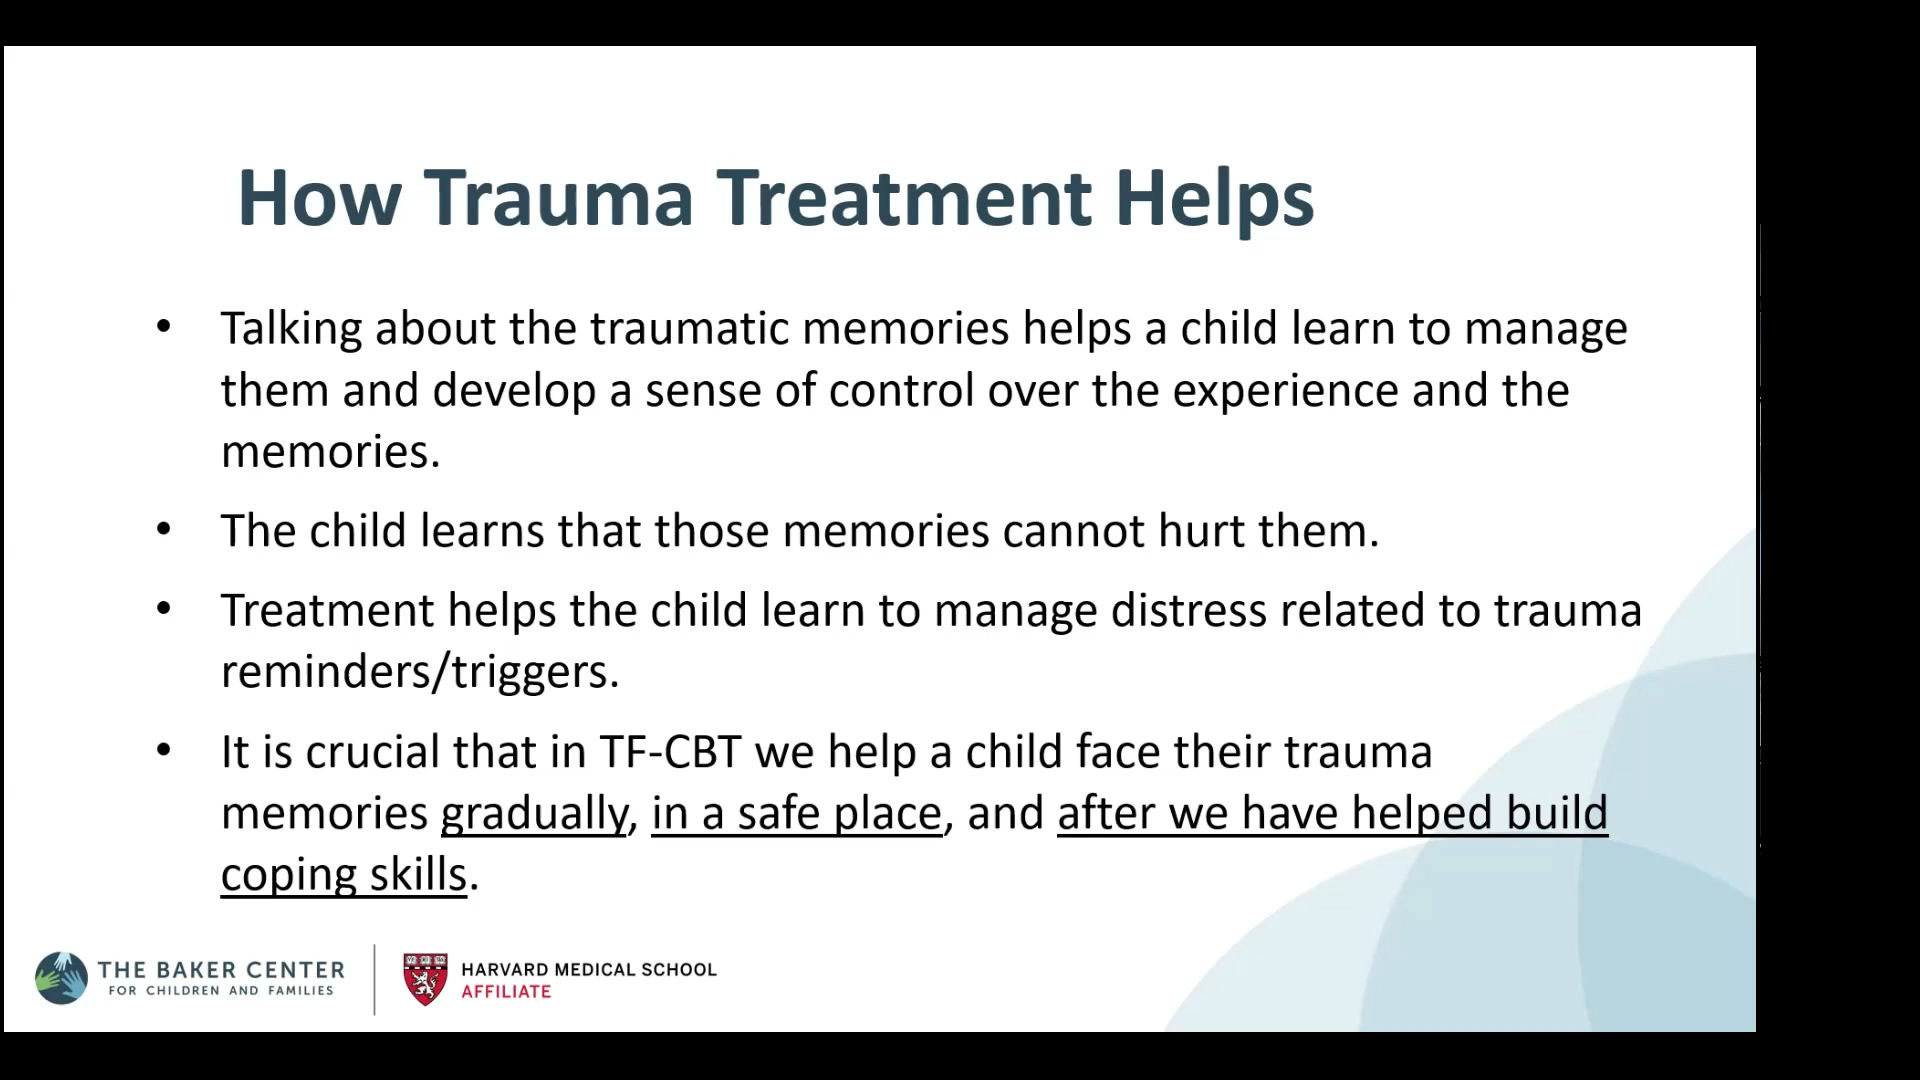 How Trauma Treatment Helps
• Talking about the traumatic memories helps a child learn to manage
them and develop a sense of control over the experience and the
memories.
• The child learns that those memories cannot hurt them.
• Treatment helps the child learn to manage distress related to trauma
reminders/triggers.
• It is crucial that in TF-CBT we help a child face their trauma
memories gradually, in a safe place, and after we have helped build
coping skills.
THE BAKER CENTER
FOR CHILDREN AND FAMILIES
HARVARD MEDICAL SCHOOL
AFFILIATE